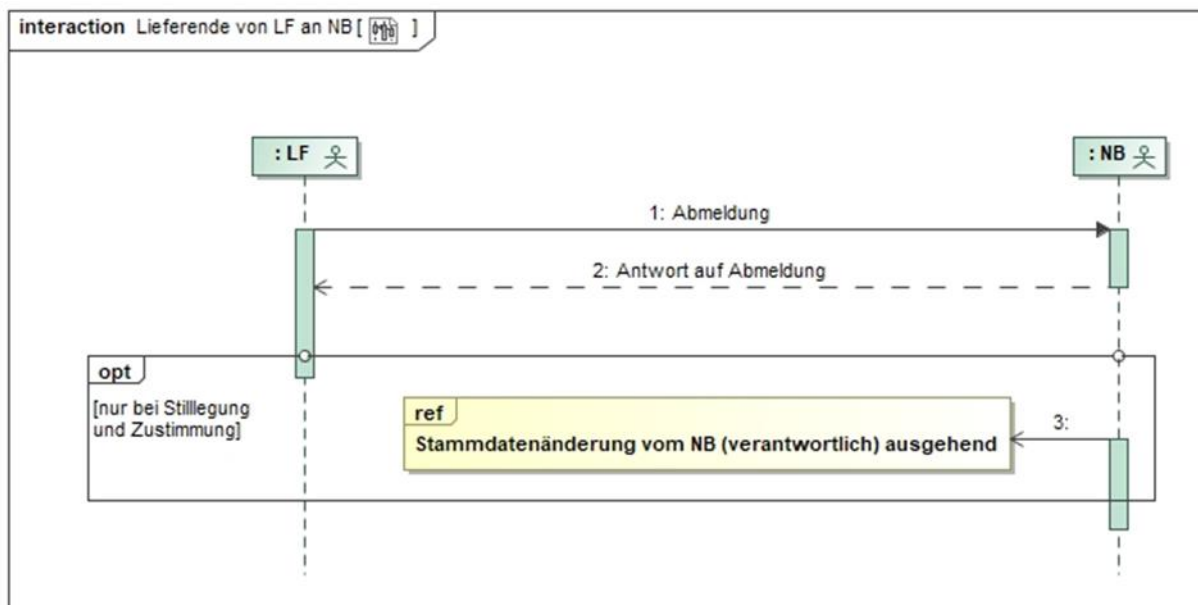 interaction Lieferende von LF an NB [ ]
: LF
: NB
1: Abmeldung
2: Antwort auf Abmeldung
opt
[nur bei Stilllegung
und Zustimmung]
ref
Stammdatenänderung vom NB (verantwortlich) ausgehend
3: